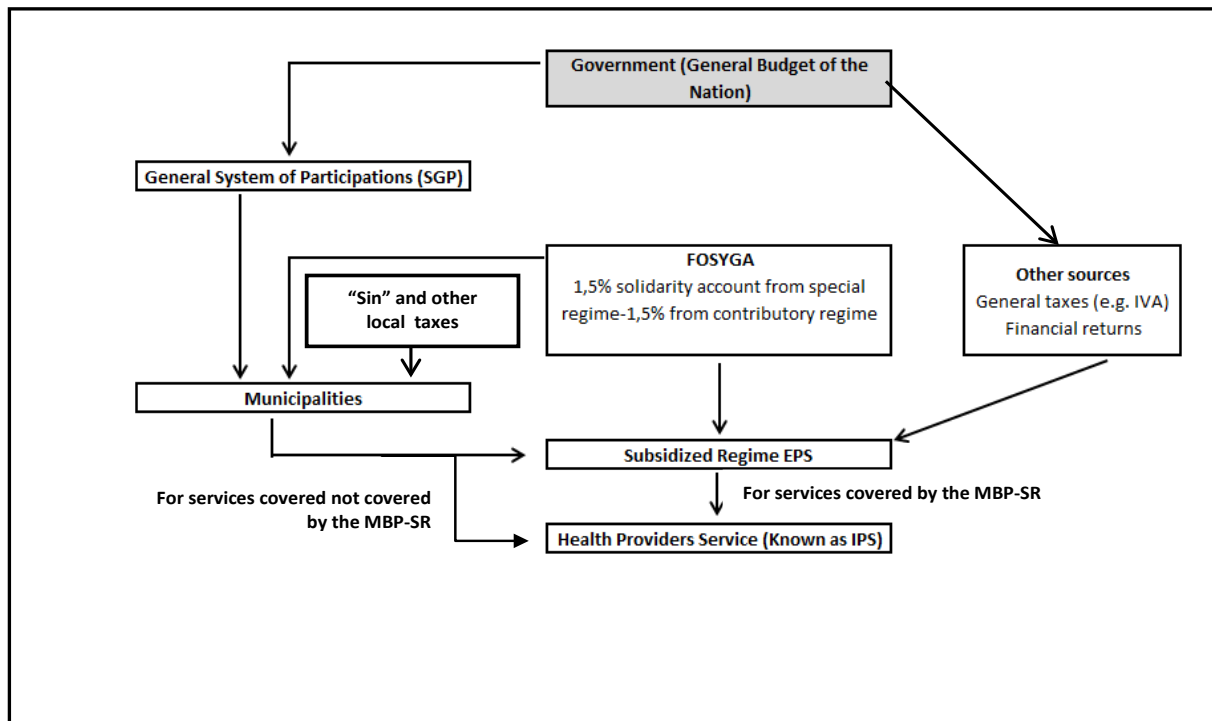 Government (General Budget of the
Nation)
General System of Participations (SGP)
FOSYGA
1,5% solidarity account from special
regime-1,5% from contributory regime
Other sources
General taxes (e.g. IVA)
Financial returns
“Sin” and other
local taxes
Municipalities
Subsidized Regime EPS
For services covered not covered
by the MBP-SR
For services covered by the MBP-SR
Health Providers Service (Known as IPS)